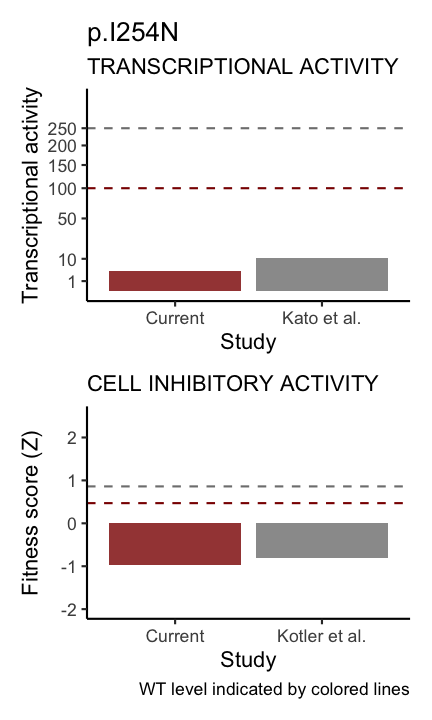 p.I254N
TRANSCRIPTIONAL ACTIVITY
Transcriptional activity
250
200
150
100
50
10
1
Current
Kato et al.
Study
CELL INHIBITORY ACTIVITY
Fitness score (Z)
2
1
0
-1
-2
Current
Kotler et al.
Study
WT level indicated by colored lines